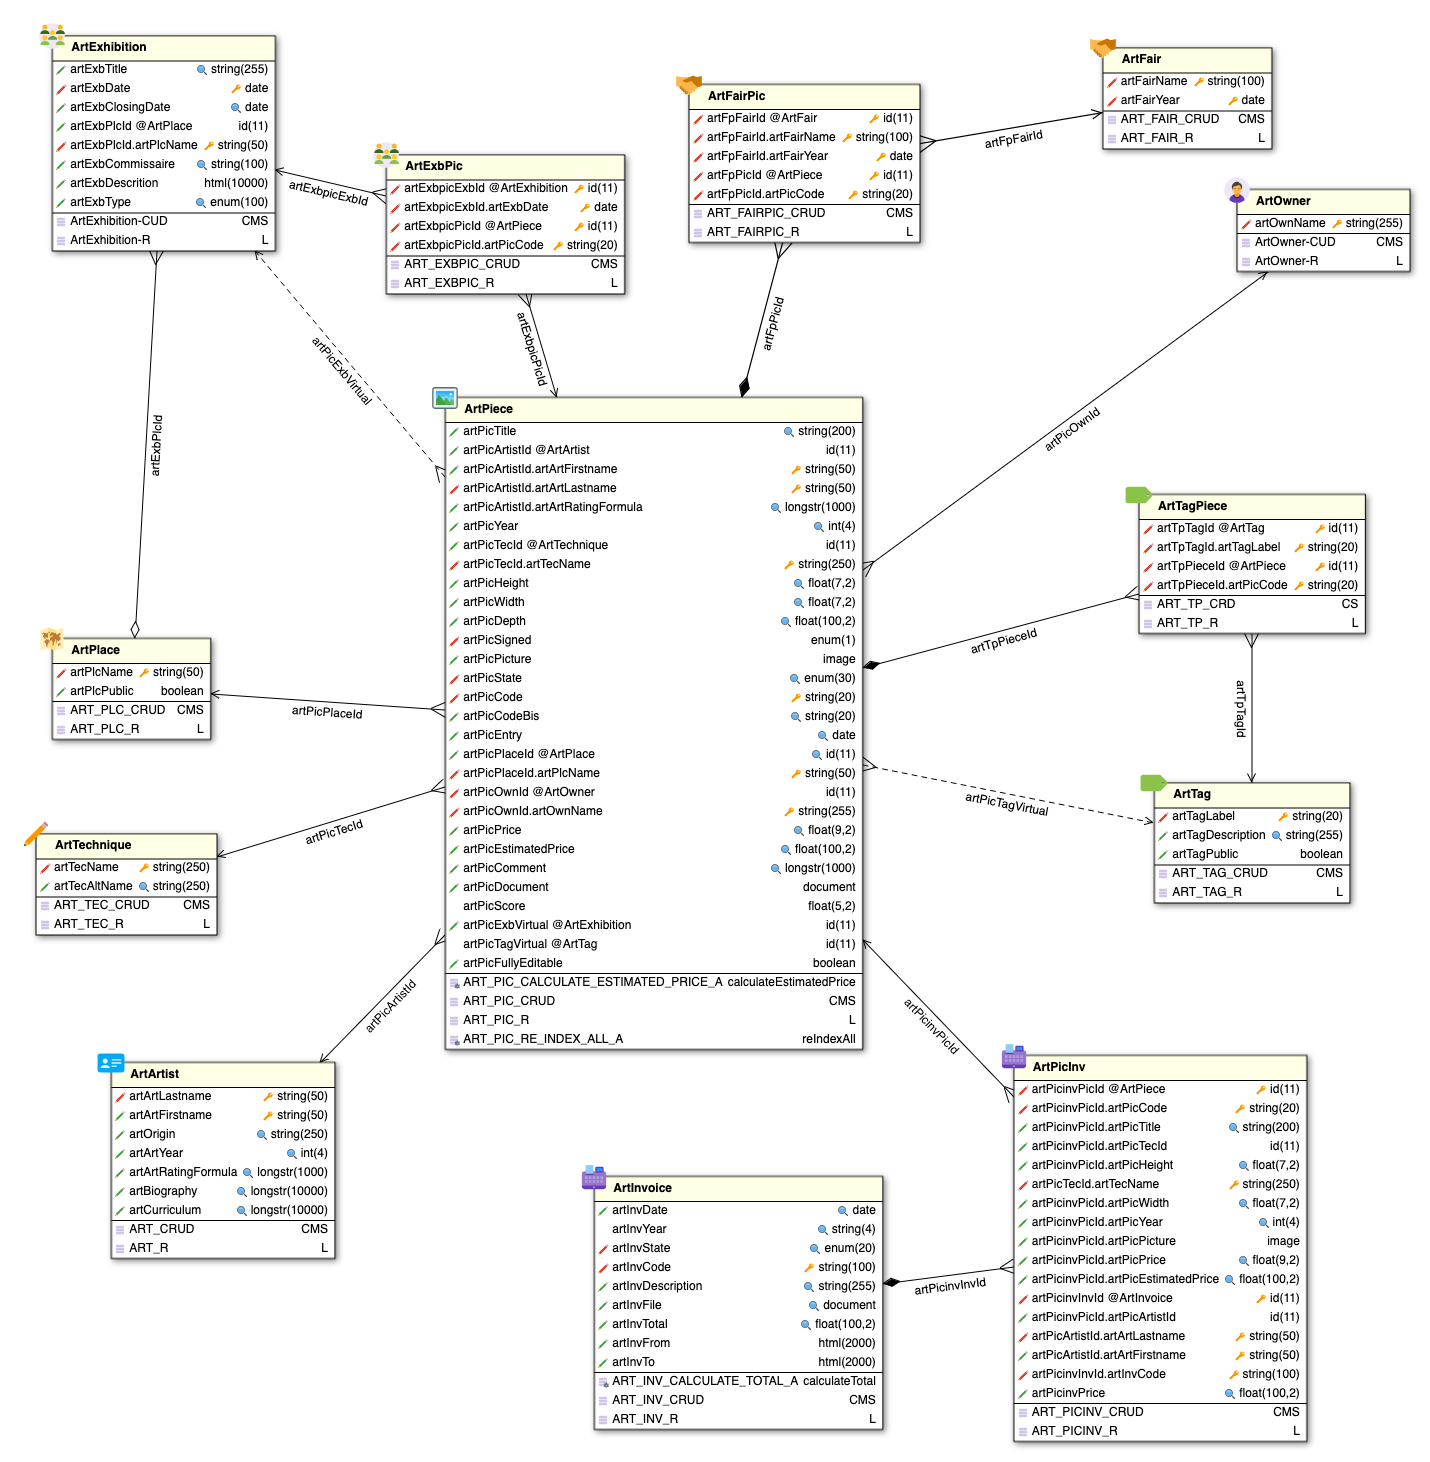 ArtExhibition
artExbTitle string(255)
artExbDate date
artExbClosingDate date
artExbPlcId @ArtPlace id(11)
artExbPlcId.artPlcName string(50)
artExbCommissaire string(100)
artExbDescrition html(10000)
artExbType enum(100)
ArtExhibition-CUD CMS
ArtExhibition-R L
ArtExbPic
artExbpicExbId @ArtExhibition id(11)
artExbpicExbId.artExbDate date
artExbpicPicId @ArtPiece id(11)
artExbpicPicId.artPicCode string(20)
ART_EXBPIC_CRUD CMS
ART_EXBPIC_R L
ArtFairPic
artFpFairId @ArtFair id(11)
artFpFairId.artFairName string(100)
artFpFairId.artFairYear date
artFpPicId @ArtPiece id(11)
artFpPicId.artPicCode string(20)
ART_FAIRPIC_CRUD CMS
ART_FAIRPIC_R L
ArtFair
artFairName string(100)
artFairYear date
ART_FAIR_CRUD CMS
ART_FAIR_R L
ArtOwner
artOwnName string(255)
ArtOwner-CUD CMS
ArtOwner-R L
artExbpicExbId
artFpFairId
artExbpicPicId
artFpPicId
artPicExbVirtual
artExbPlcId
artPicOwnId
ArtPiece
artPicTitle string(200)
artPicArtistId @ArtArtist id(11)
artPicArtistId.artArtFirstname string(50)
artPicArtistId.artArtLastname string(50)
artPicArtistId.artArtRatingFormula longstr(1000)
artPicYear int(4)
artPicTecId @ArtTechnique id(11)
artPicTecId.artTecName string(250)
artPicHeight float(7,2)
artPicWidth float(7,2)
artPicDepth float(100,2)
artPicSigned enum(1)
artPicPicture image
artPicState enum(30)
artPicCode string(20)
artPicCodeBis string(20)
artPicEntry date
artPicPlaceId @ArtPlace id(11)
artPicPlaceId.artPlcName string(50)
artPicOwnId @ArtOwner id(11)
artPicOwnId.artOwnName string(255)
artPicPrice float(9,2)
artPicEstimatedPrice float(100,2)
artPicComment longstr(1000)
artPicDocument document
artPicScore float(5,2)
artPicExbVirtual @ArtExhibition id(11)
artPicTagVirtual @ArtTag id(11)
artPicFullyEditable boolean
ART_PIC_CALCULATE_ESTIMATED_PRICE_A calculateEstimatedPrice
ART_PIC_CRUD CMS
ART_PIC_R L
ART_PIC_RE_INDEX_ALL_A reIndexAll
ArtTagPiece
artTpTagId @ArtTag id(11)
artTpTagId.artTagLabel string(20)
artTpPieceId @ArtPiece id(11)
artTpPieceId.artPicCode string(20)
ART_TP_CRD CS
ART_TP_R L
artTpPieceId
artTpTagId
ArtPlace
artPlcName string(50)
artPlcPublic boolean
ART_PLC_CRUD CMS
ART_PLC_R L
artPicPlaceId
artPicTagVirtual
ArtTag
artTagLabel string(20)
artTagDescription string(255)
artTagPublic boolean
ART_TAG_CRUD CMS
ART_TAG_R L
ArtTechnique
artTecName string(250)
artTecAltName string(250)
ART_TEC_CRUD CMS
ART_TEC_R L
artPicTecId
artPicArtistId
artPicinvPicId
ArtArtist
artArtLastname string(50)
artArtFirstname string(50)
artOrigin string(250)
artArtYear int(4)
artArtRatingFormula longstr(1000)
artBiography longstr(10000)
artCurriculum longstr(10000)
ART_CRUD CMS
ART_R L
ArtInvoice
artInvDate date
artInvYear string(4)
artInvState enum(20)
artInvCode string(100)
artInvDescription string(255)
artInvFile document
artInvTotal float(100,2)
artInvFrom html(2000)
artInvTo html(2000)
ART_INV_CALCULATE_TOTAL_A calculateTotal
ART_INV_CRUD CMS
ART_INV_R L
artPicinvInvId
ArtPicInv
artPicinvPicId @ArtPiece id(11)
artPicinvPicId.artPicCode string(20)
artPicinvPicId.artPicTitle string(200)
artPicinvPicId.artPicTecId id(11)
artPicinvPicId.artPicHeight float(7,2)
artPicTecId.artTecName string(250)
artPicinvPicId.artPicWidth float(7,2)
artPicinvPicId.artPicYear int(4)
artPicinvPicId.artPicPicture image
artPicinvPicId.artPicPrice float(9,2)
artPicinvPicId.artPicEstimatedPrice float(100,2)
artPicinvInvId @ArtInvoice id(11)
artPicinvPicId.artPicArtistId id(11)
artPicArtistId.artArtLastname string(50)
artPicArtistId.artArtFirstname string(50)
artPicinvInvId.artInvCode string(100)
artPicinvPrice float(100,2)
ART_PICINV_CRUD CMS
ART_PICINV_R L